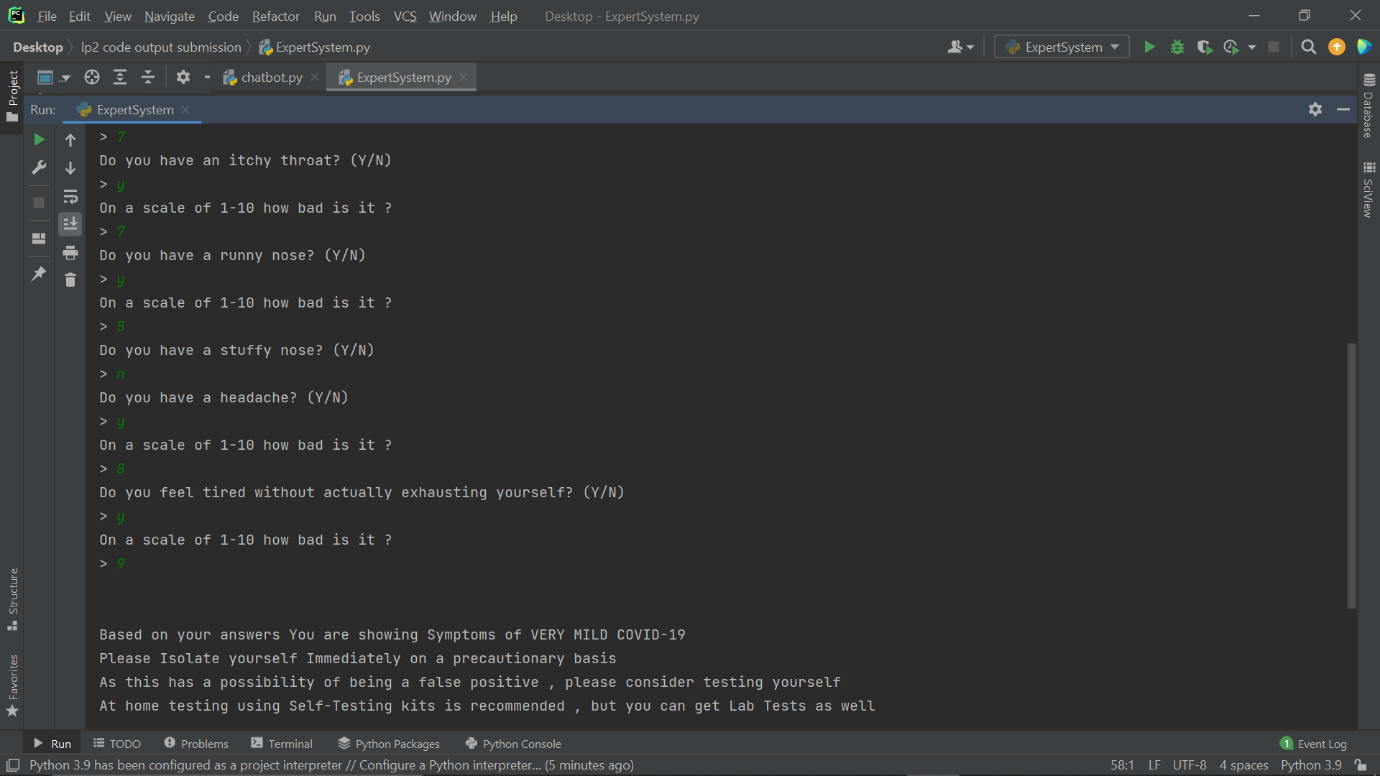 File Edit View Navigate Code Refactor Run Tools VCS Window Help Desktop - ExpertSystem.py
Desktop lp2 code output submission ExpertSystem.py ExpertSystem
Project chatbot.py ExpertSystem.py
Run: ExpertSystem
> 7
Do you have an itchy throat? (Y/N)
> y
On a scale of 1-10 how bad is it ?
> 7
Do you have a runny nose? (Y/N)
> y
On a scale of 1-10 how bad is it ?
> 5
Do you have a stuffy nose? (Y/N)
> n
Do you have a headache? (Y/N)
> y
On a scale of 1-10 how bad is it ?
> 8
Do you feel tired without actually exhausting yourself? (Y/N)
> y
On a scale of 1-10 how bad is it ?
> 9
Based on your answers You are showing Symptoms of VERY MILD COVID-19
Please Isolate yourself Immediately on a precautionary basis
As this has a possibility of being a false positive , please consider testing yourself
At home testing using Self-Testing kits is recommended , but you can get Lab Tests as well
Structure
Favorites
Database
SciView
Run TODO Problems Terminal Python Packages Python Console 1 Event Log
Python 3.9 has been configured as a project interpreter // Configure a Python interpreter... (5 minutes ago) 58:1 LF UTF-8 4 spaces Python 3.9